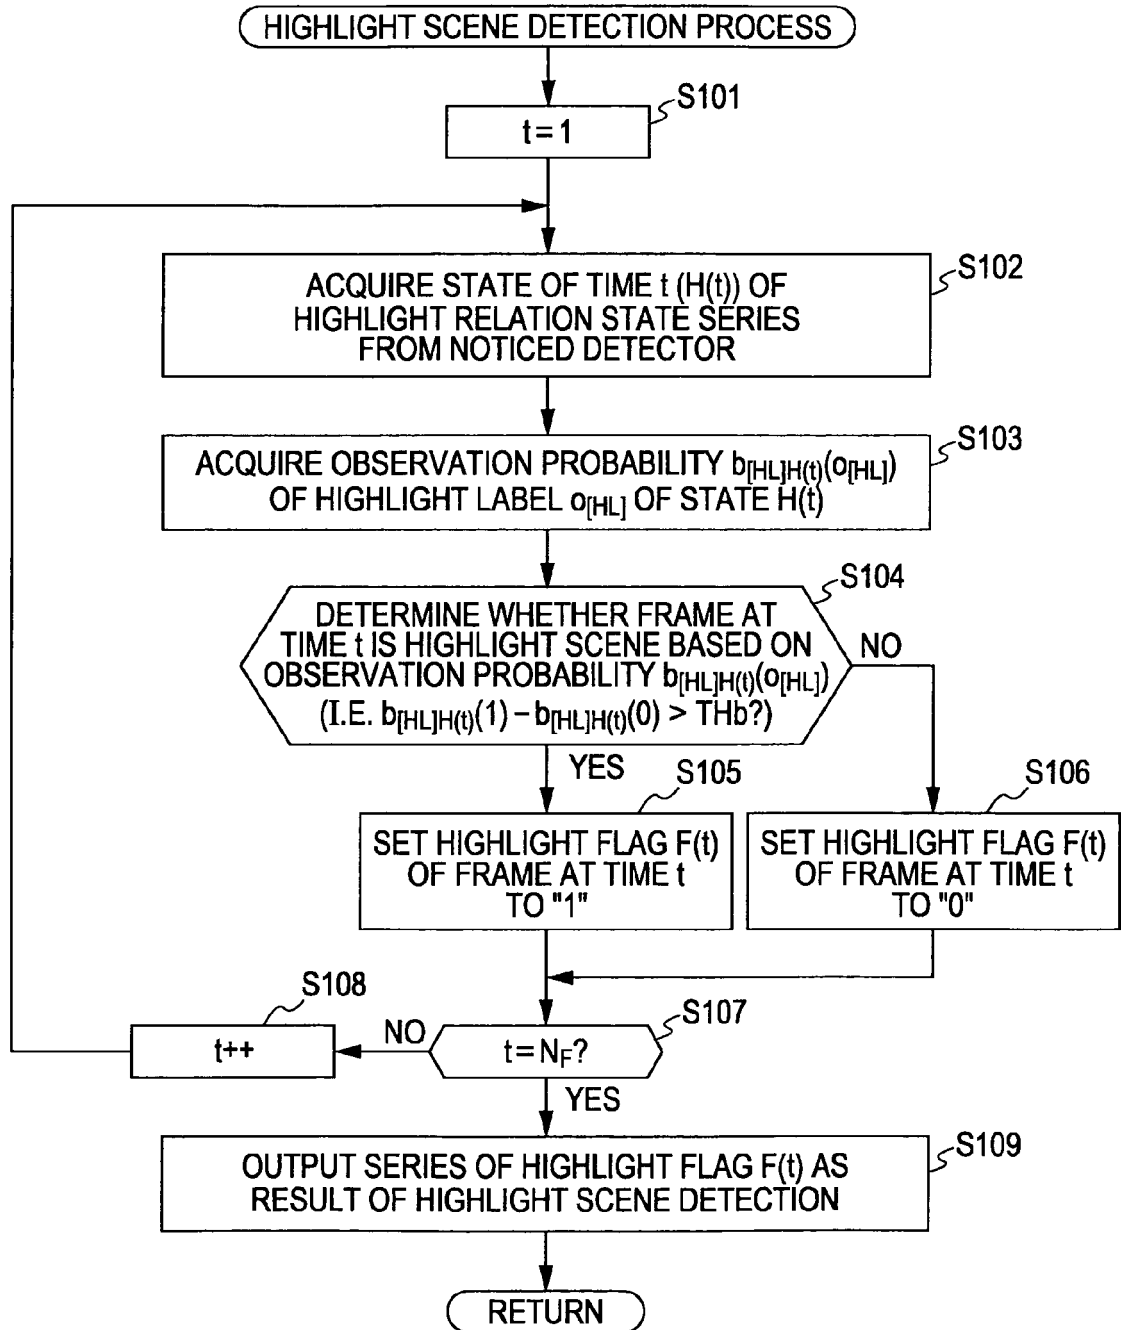 HIGHLIGHT SCENE DETECTION PROCESS
S101
t = 1
S102
ACQUIRE STATE OF TIME t (H(t)) OF
HIGHLIGHT RELATION STATE SERIES
FROM NOTICED DETECTOR
S103
ACQUIRE OBSERVATION PROBABILITY b[HL]H(t)(o[HL])
OF HIGHLIGHT LABEL o[HL] OF STATE H(t)
S104
DETERMINE WHETHER FRAME AT
TIME t IS HIGHLIGHT SCENE BASED ON
OBSERVATION PROBABILITY b[HL]H(t)(o[HL])
(I.E. b[HL]H(t)(1) – b[HL]H(t)(0) > THb?)
NO
YES
S105
SET HIGHLIGHT FLAG F(t)
OF FRAME AT TIME t
TO "1"
S106
SET HIGHLIGHT FLAG F(t)
OF FRAME AT TIME t
TO "0"
S107
t = NF?
NO
S108
t++
YES
S109
OUTPUT SERIES OF HIGHLIGHT FLAG F(t) AS
RESULT OF HIGHLIGHT SCENE DETECTION
RETURN